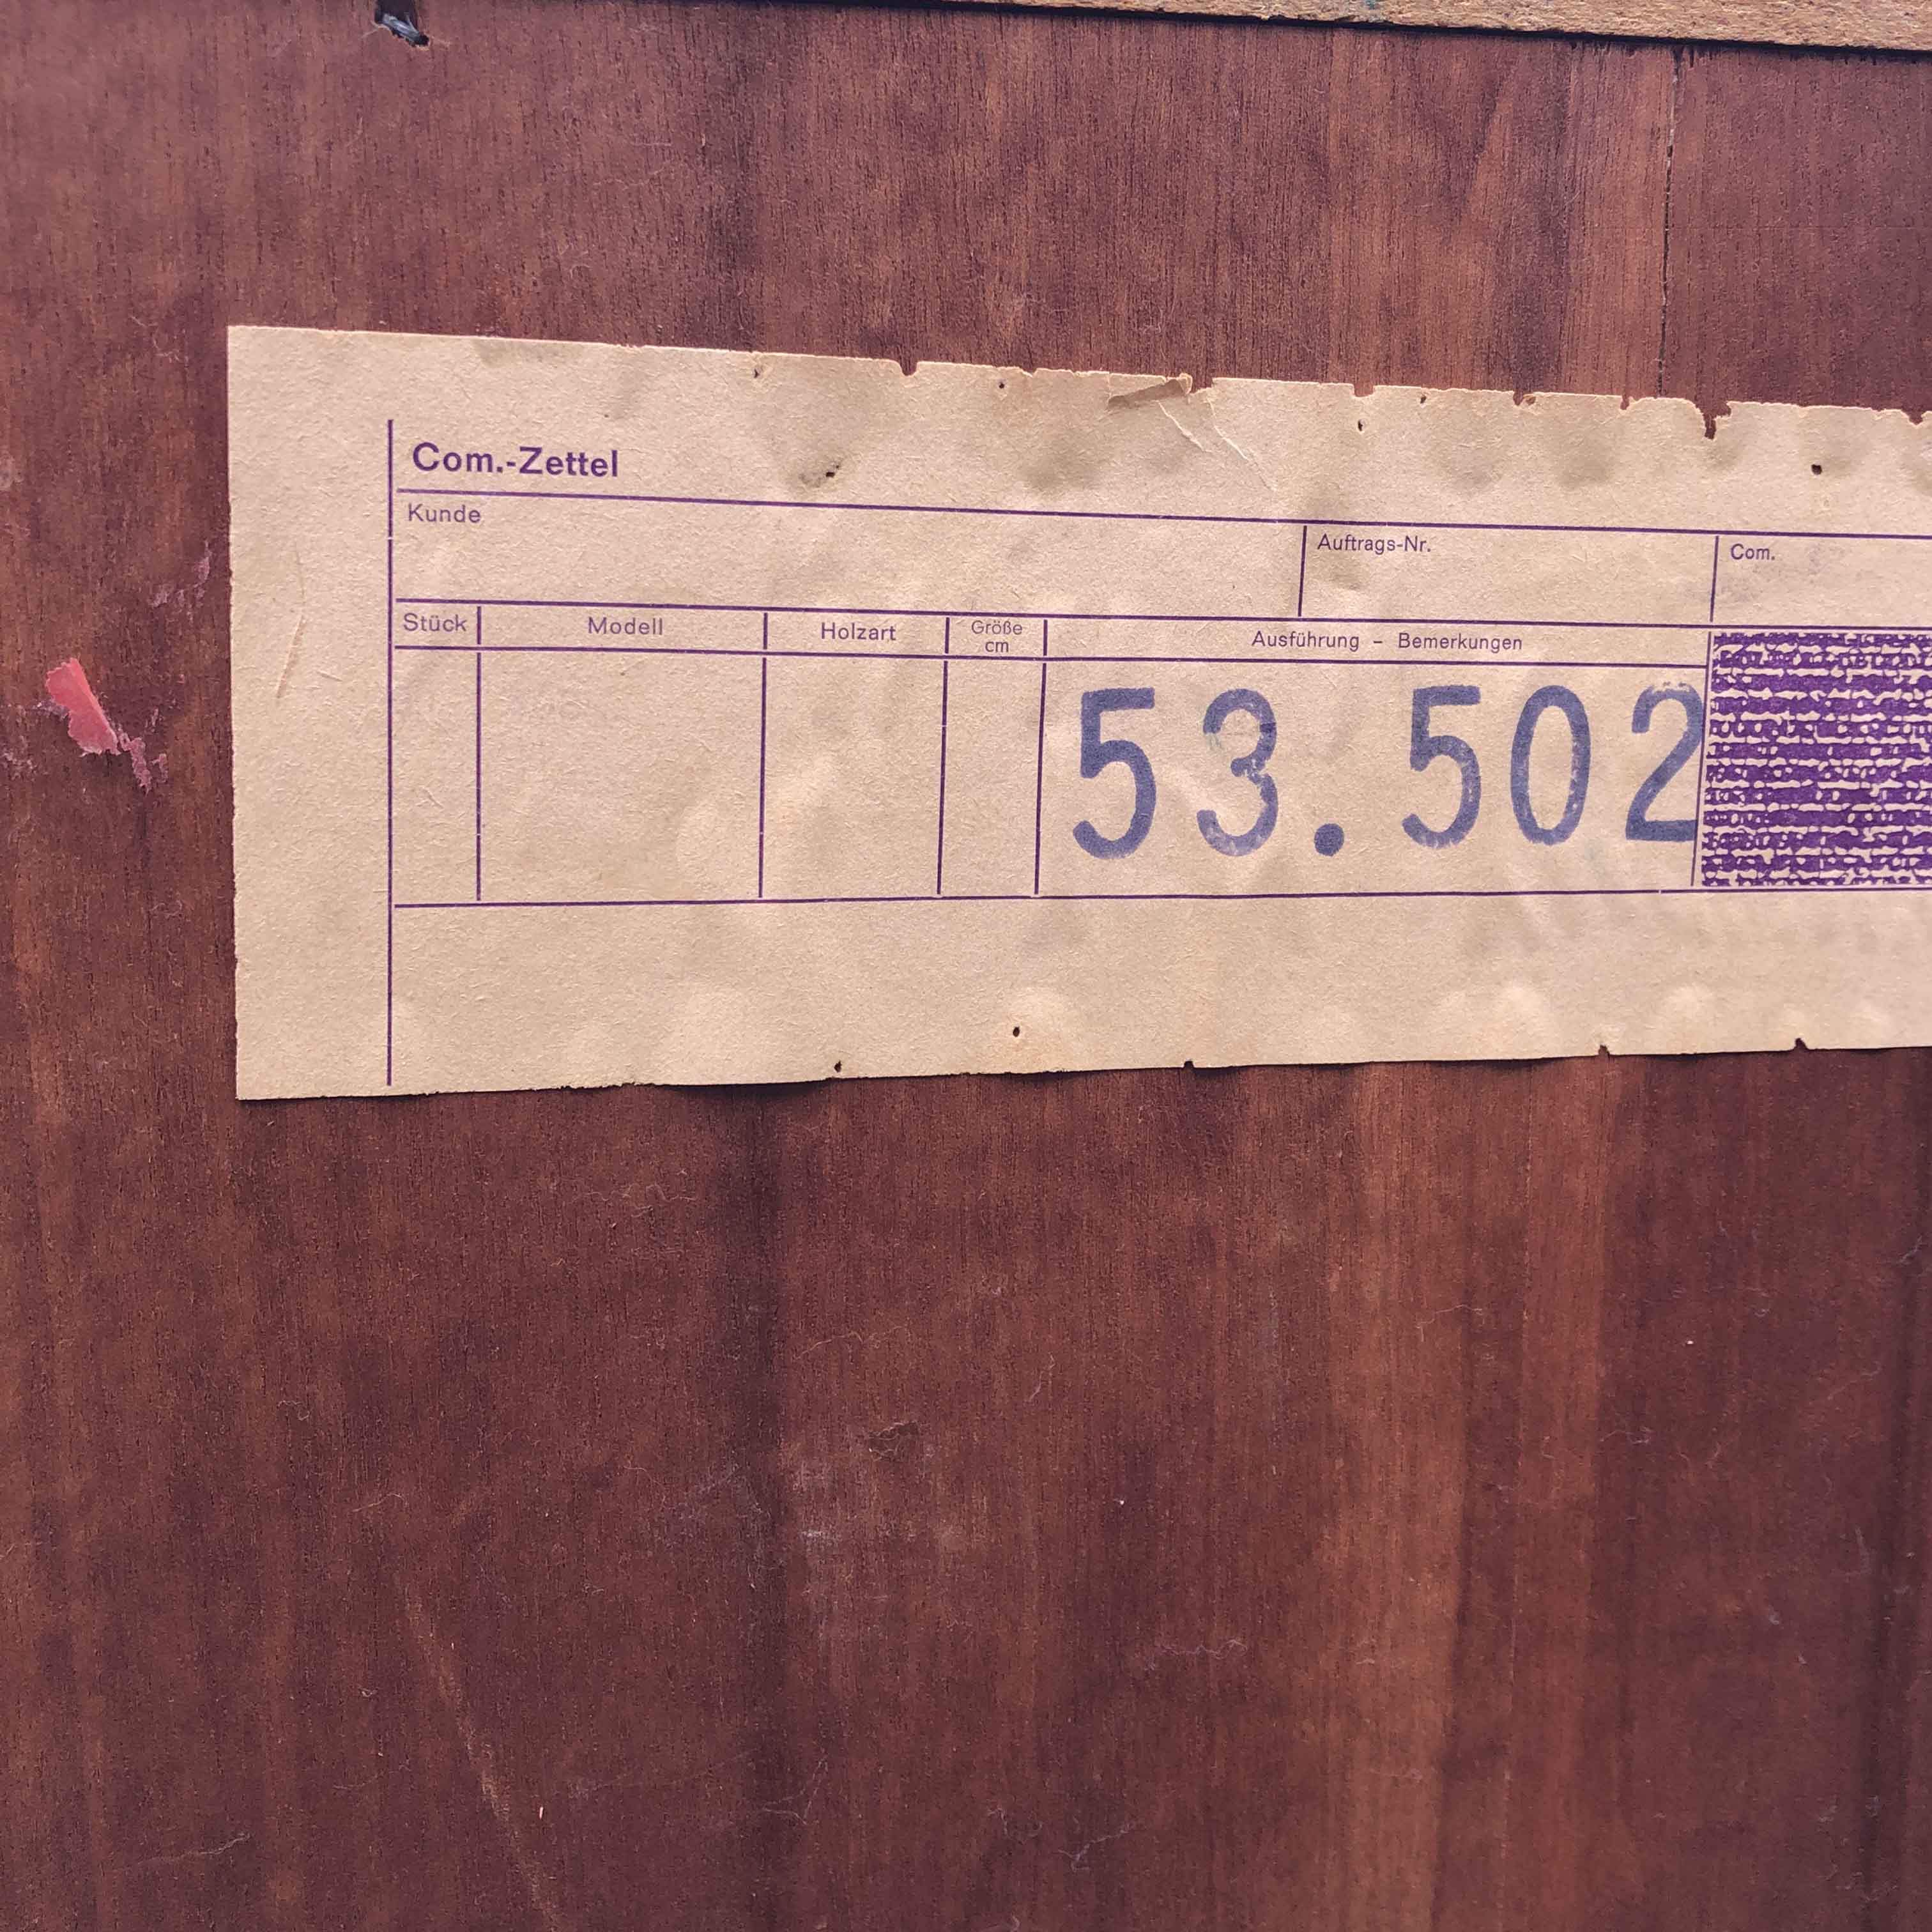 Com.-Zettel
Kunde
Auftrags-Nr.
Com.
Stück Modell Holzart Größe cm Ausführung - Bemerkungen
53.502